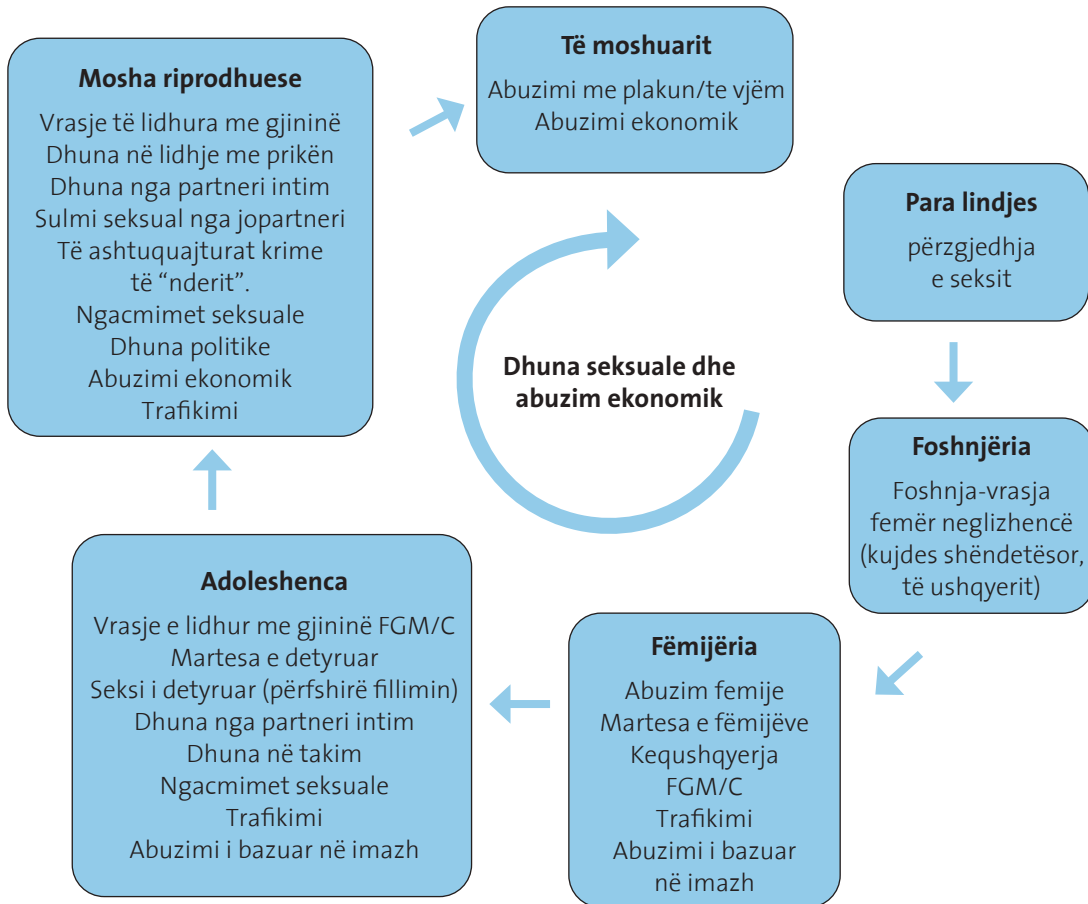 Mosha riprodhuese
Vrasje të lidhura me gjininë
Dhuna në lidhje me prikën
Dhuna nga partneri intim
Sulmi seksual nga jopartneri
Të ashtuquajturat krime
të “nderit”.
Ngacmimet seksuale
Dhuna politike
Abuzimi ekonomik
Trafikimi
Të moshuarit
Abuzimi me plakun/te vjëm
Abuzimi ekonomik
Para lindjes
përzgjedhja
e seksit
Dhuna seksuale dhe
abuzim ekonomik
Foshnjëria
Foshnja-vrasja
femër neglizhencë
(kujdes shëndetësor,
të ushqyerit)
Adoleshenca
Vrasje e lidhur me gjininë FGM/C
Martesa e detyruar
Seksi i detyruar (përfshirë fillimin)
Dhuna nga partneri intim
Dhuna në takim
Ngacmimet seksuale
Trafikimi
Abuzimi i bazuar në imazh
Fëmijëria
Abuzim femije
Martesa e fëmijëve
Kequshqyerja
FGM/C
Trafikimi
Abuzimi i bazuar
në imazh